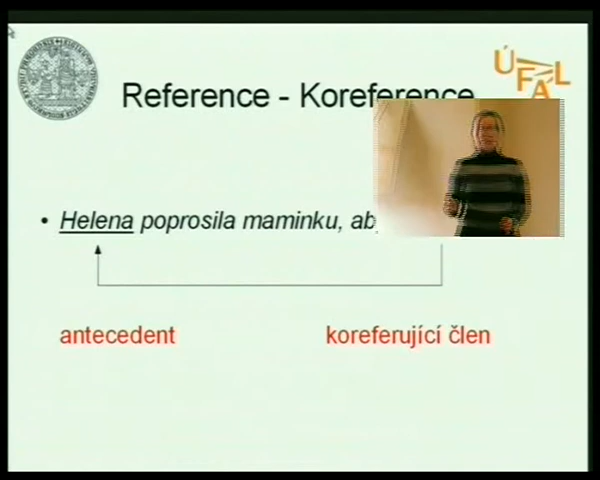 ÚFAL
Reference - Koreference
• Helena poprosila maminku, ab
antecedent
koreferující člen